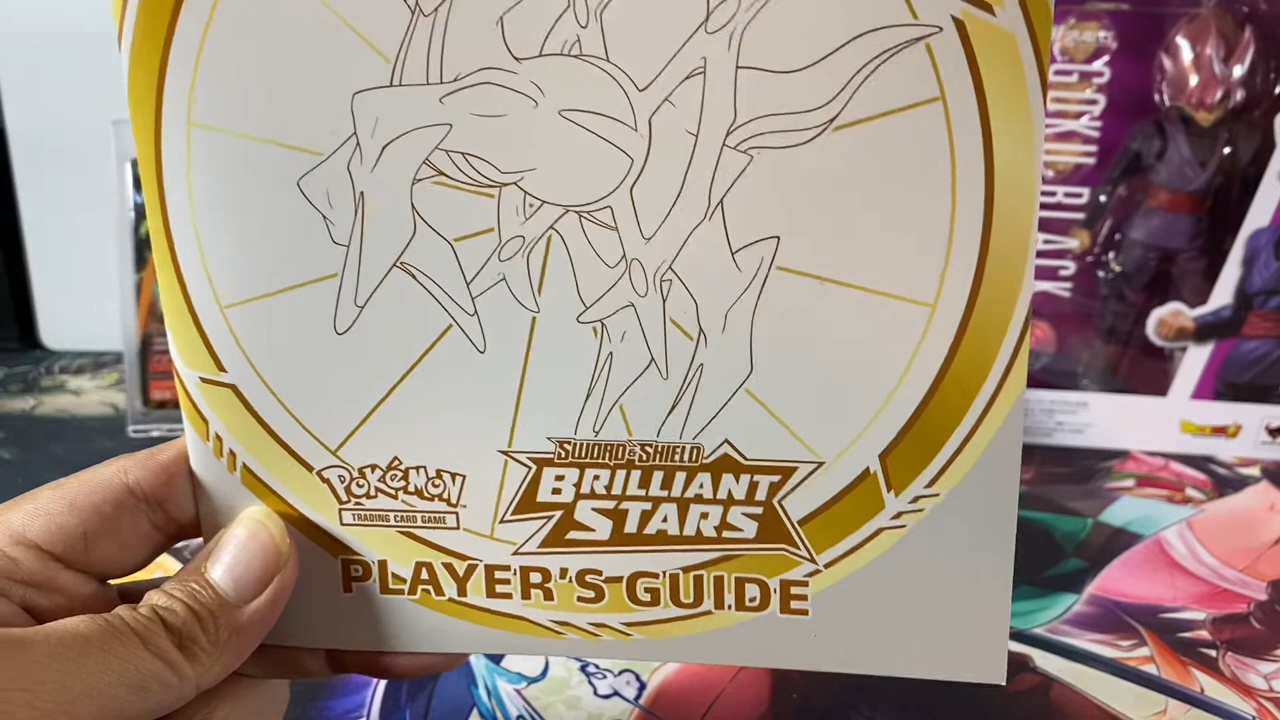 GOKU BLACK
SWORD & SHIELD
POKéMON
TRADING CARD GAME
BRILLIANT
STARS
PLAYER'S GUIDE